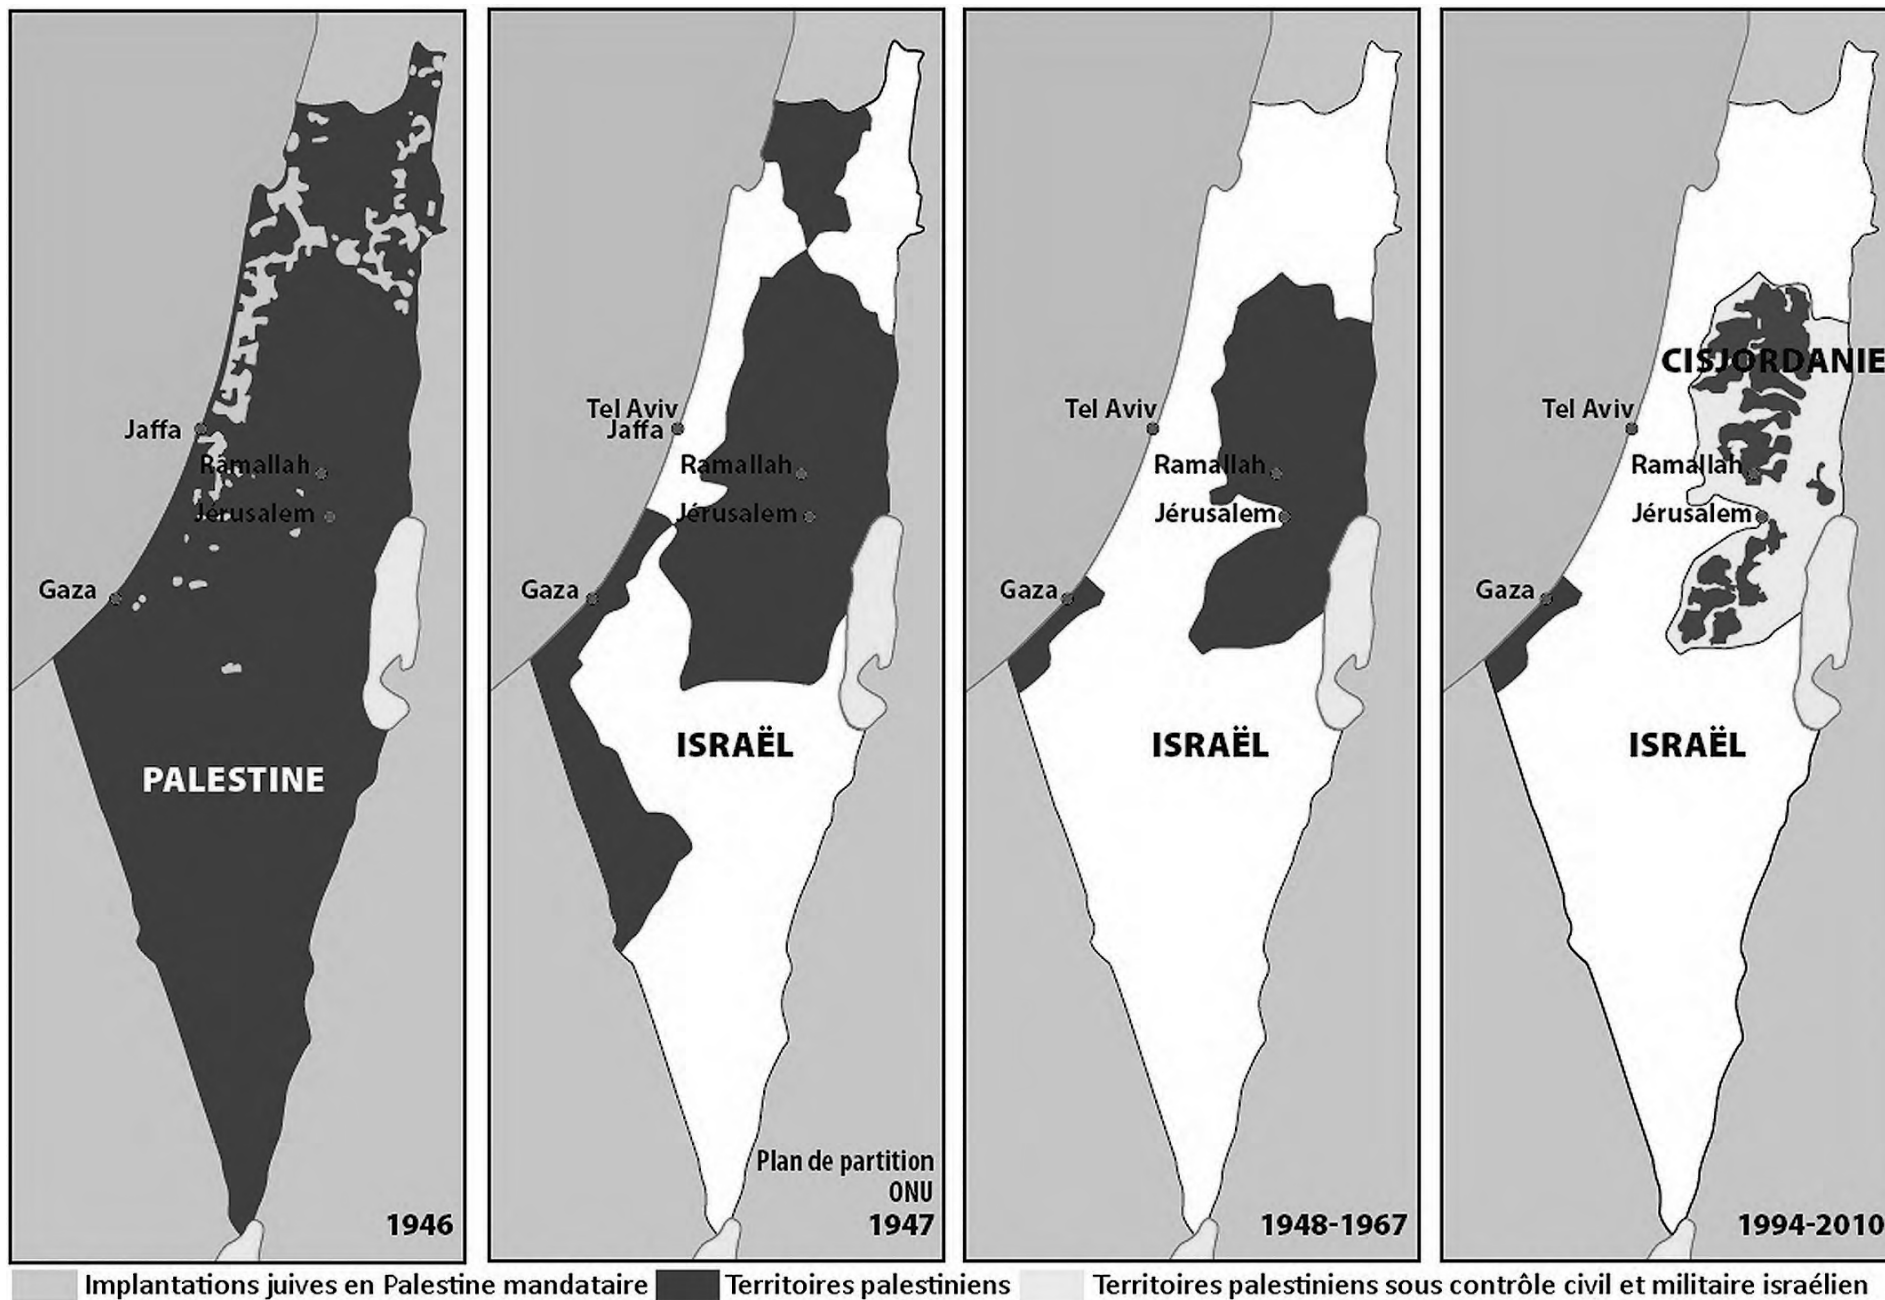 Jaffa
Ramallah
Jérusalem
Gaza
PALESTINE
1946
Tel Aviv
Jaffa
Ramallah
Jérusalem
Gaza
ISRAËL
Plan de partition
ONU
1947
Tel Aviv
Ramallah
Jérusalem
Gaza
ISRAËL
1948-1967
CISJORDANIE
Tel Aviv
Ramallah
Jérusalem
Gaza
ISRAËL
1994-2010
Implantations juives en Palestine mandataire
Territoires palestiniens
Territoires palestiniens sous contrôle civil et militaire israélien